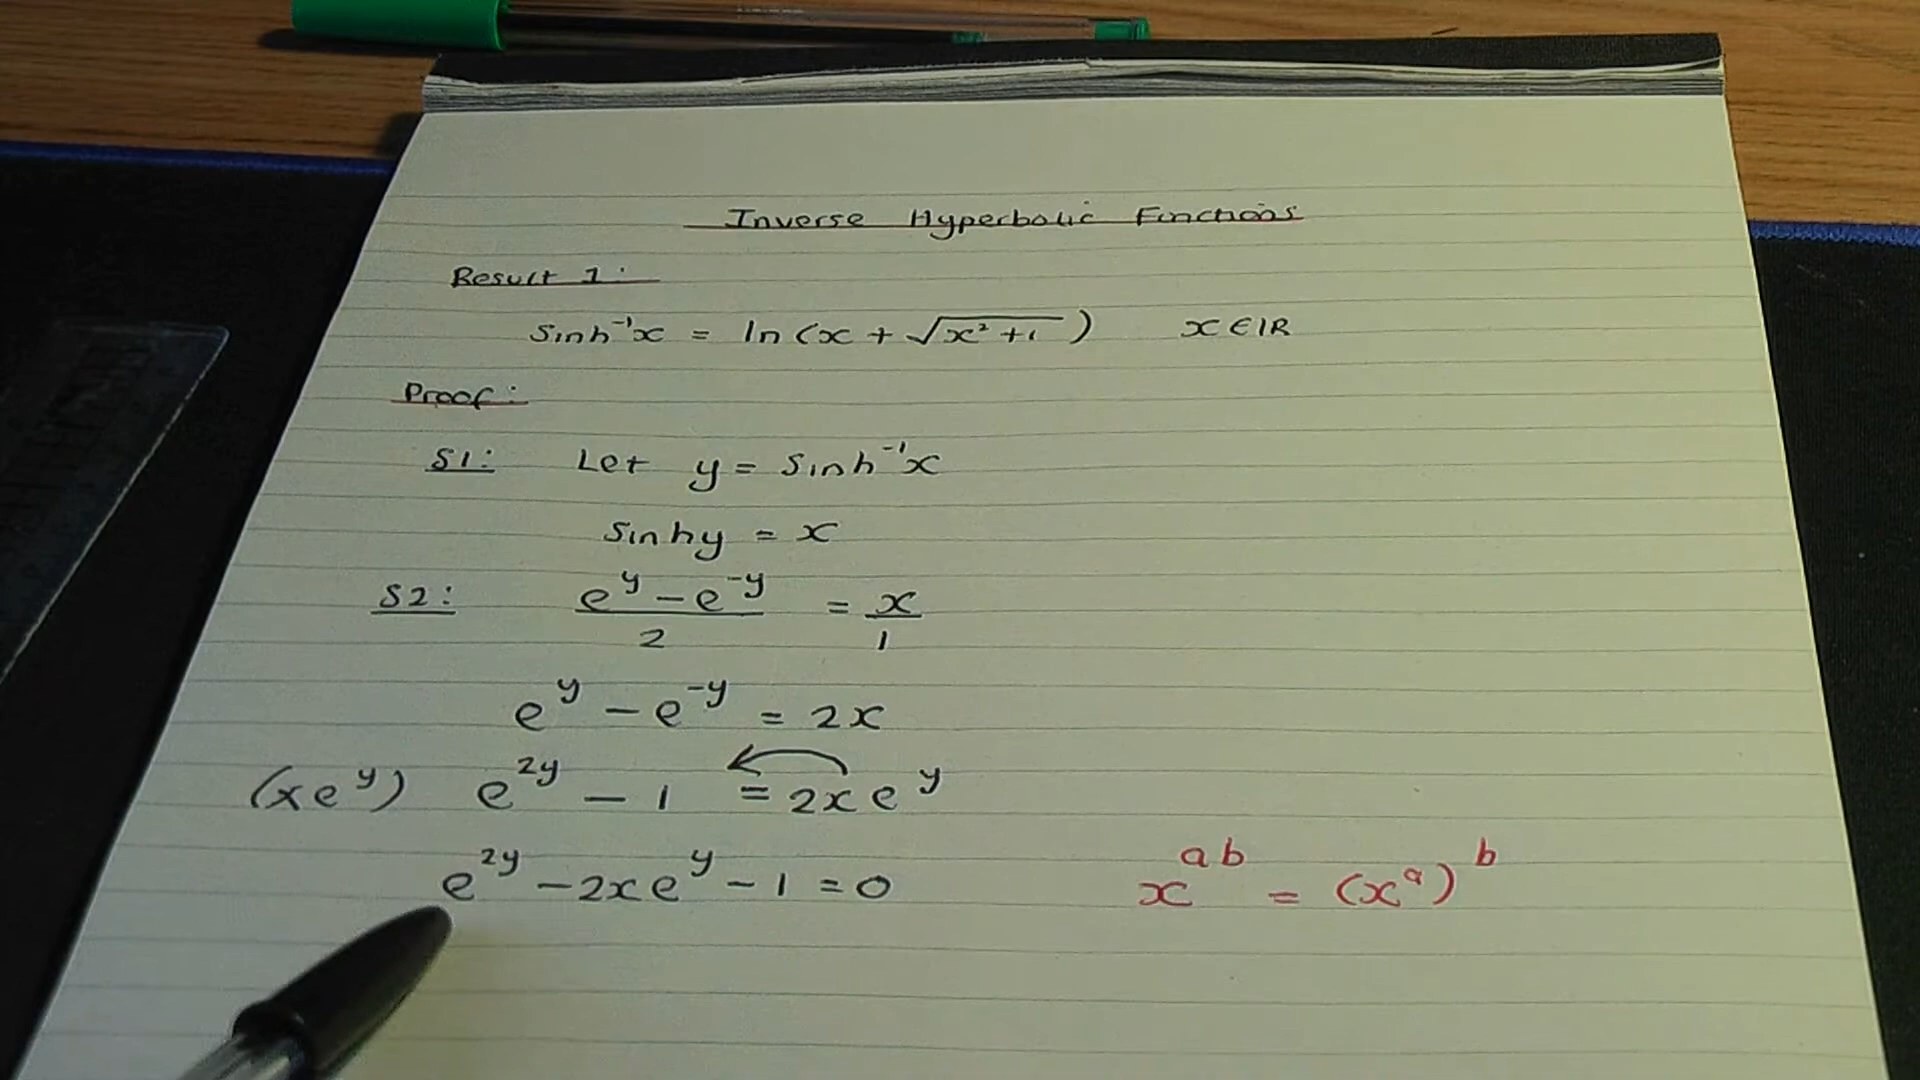 Inverse Hyperbolic Functions
Result 1:
sinh⁻¹x = ln(x + √(x² + 1)) x ∈ ℝ
Proof:
S1: Let y = sinh⁻¹x
sinhy = x
S2: (e^y − e^−y)/2 = x/1
e^y − e^−y = 2x
(×e^y) e^2y − 1 = 2xe^y
e^2y − 2xe^y − 1 = 0
x^ab = (x^a)^b